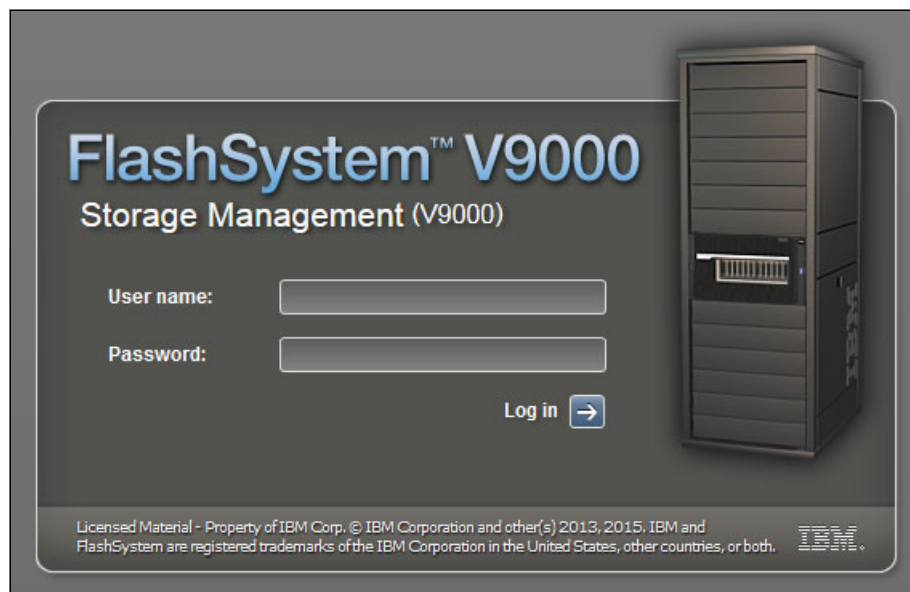 FlashSystem™ V9000
Storage Management (V9000)
User name:
Password:
Log in
IBM
Licensed Material - Property of IBM Corp. © IBM Corporation and other(s) 2013, 2015. IBM and
FlashSystem are registered trademarks of the IBM Corporation in the United States, other countries, or both.
IBM.